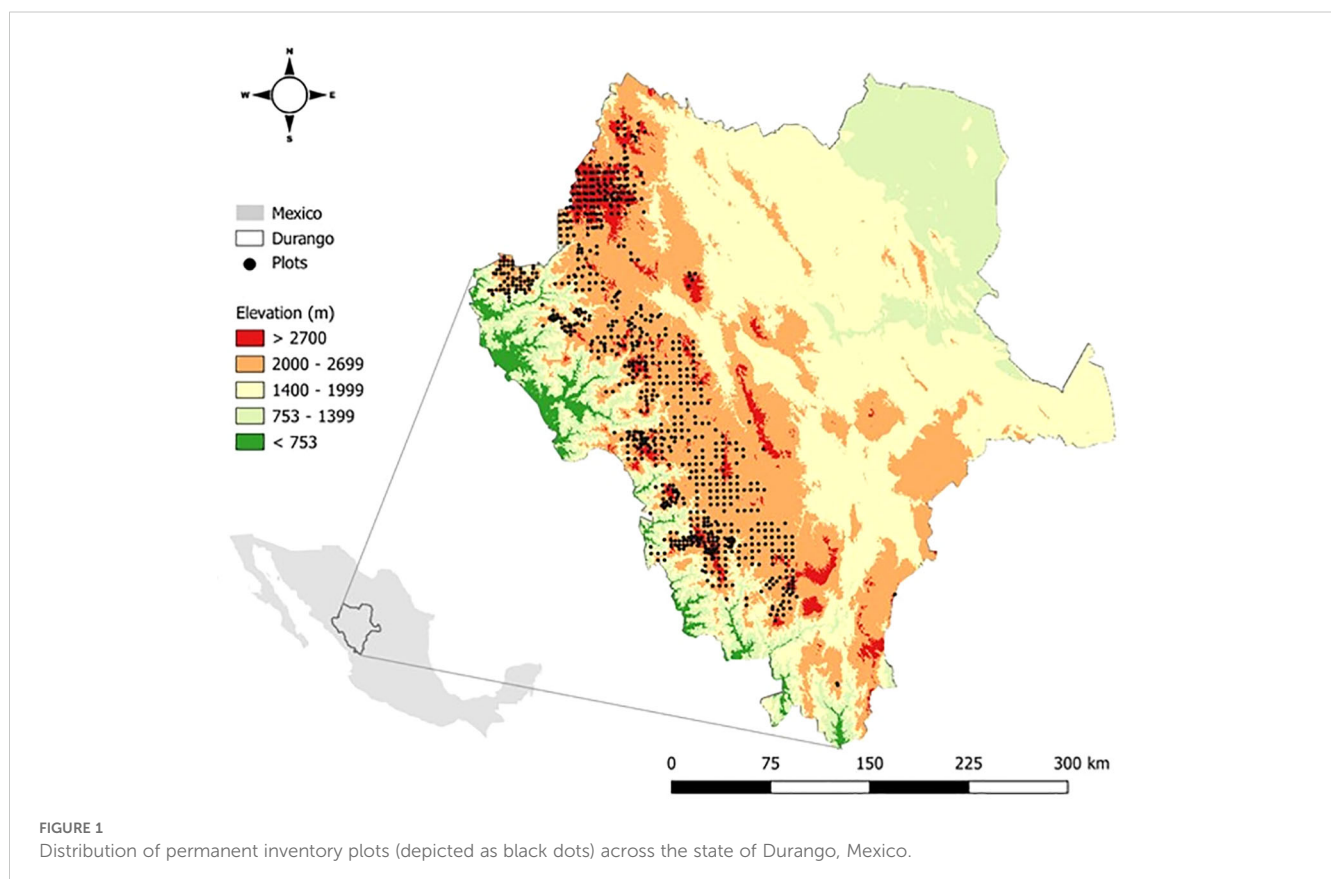 N
W E
S
Mexico
Durango
Plots
Elevation (m)
> 2700
2000 - 2699
1400 - 1999
753 - 1399
< 753
0 75 150 225 300 km
FIGURE 1
Distribution of permanent inventory plots (depicted as black dots) across the state of Durango, Mexico.